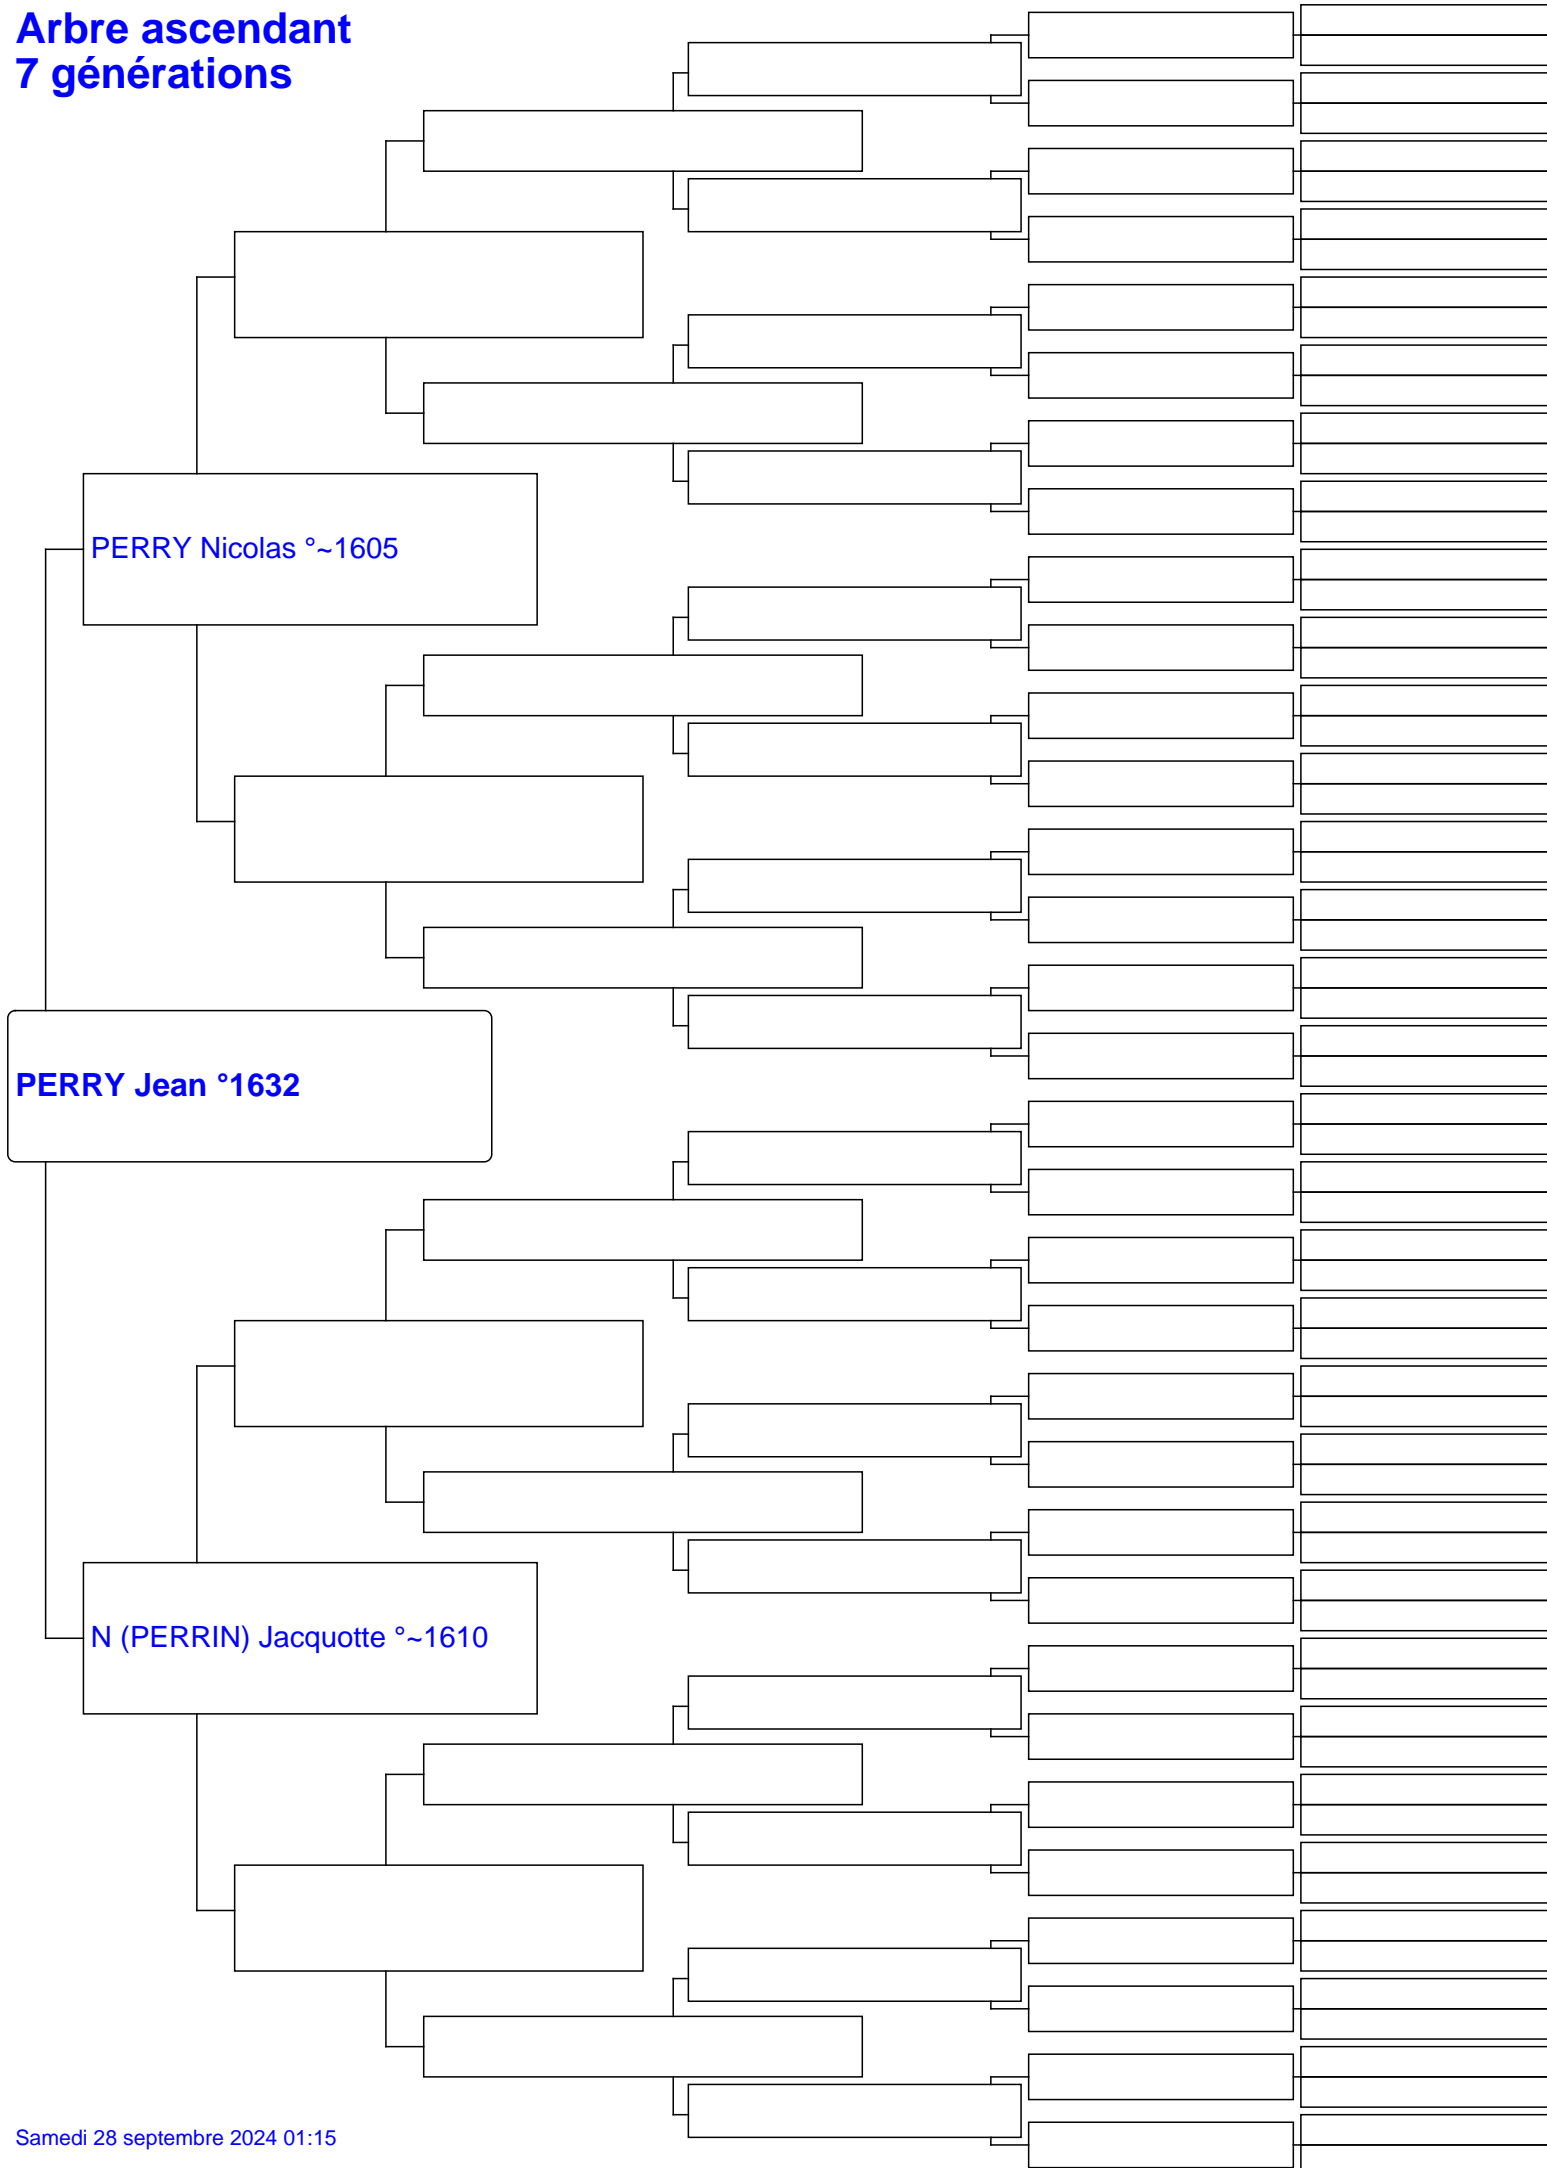 Arbre ascendant
7 générations
PERRY Nicolas °~1605
PERRY Jean °1632
N (PERRIN) Jacquotte °~1610
Samedi 28 septembre 2024 01:15